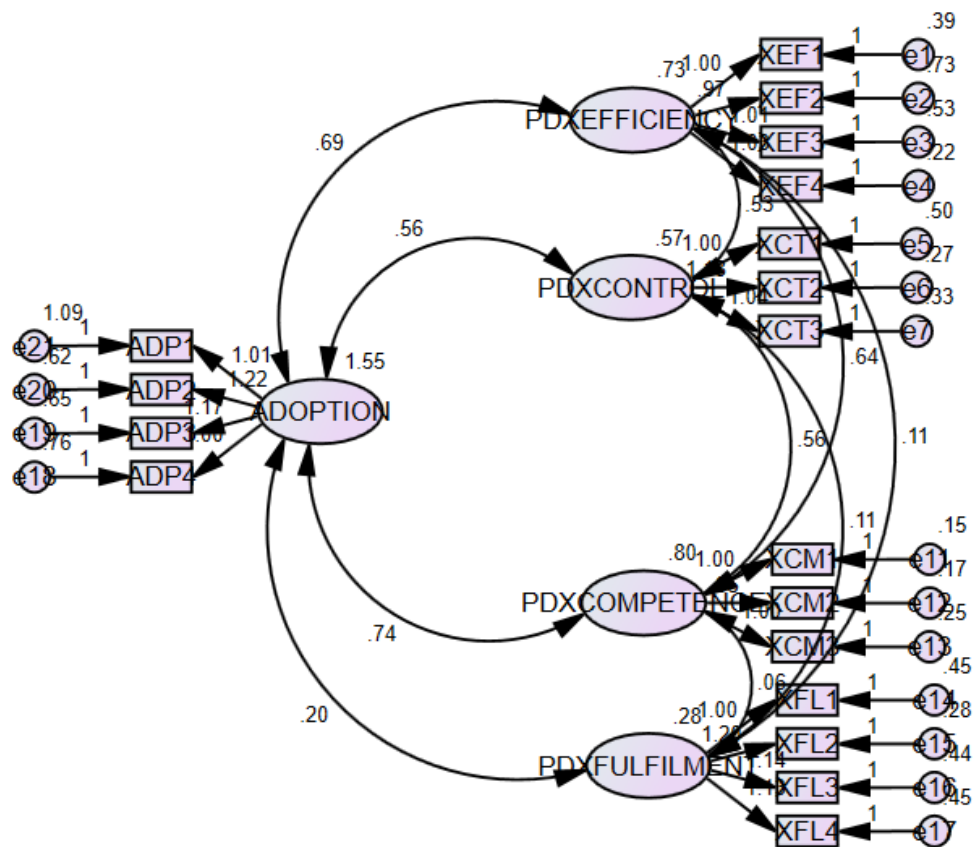 .39
1
.73
1.00
XEF1
e1
.73
.97
1
XEF2
e2
PDXEFFICIENCY
1.01
.53
1
XEF3
e3
.69
.22
1
XEF4
e4
.53
.50
.56
.57
1.00
1
XCT1
e5
.27
PDXCONTROL
1
XCT2
e6
.33
1
XCT3
e7
1.09
1
e21
ADP1
1.01
1.55
.64
.62
1
e20
ADP2
1.22
ADOPTION
.65
1
e19
ADP3
1.17
.56
.11
.76
1
e18
ADP4
.11
.15
.80
1.00
1
XCM1
e11
.17
PDXCOMPETENCE
1
XCM2
e12
.25
.74
1
XCM3
e13
.45
.06
.20
.28
1.00
1
XFL1
e14
.28
PDXFULFILMENT
1
XFL2
e15
.44
1.14
1
XFL3
e16
.45
1
XFL4
e17